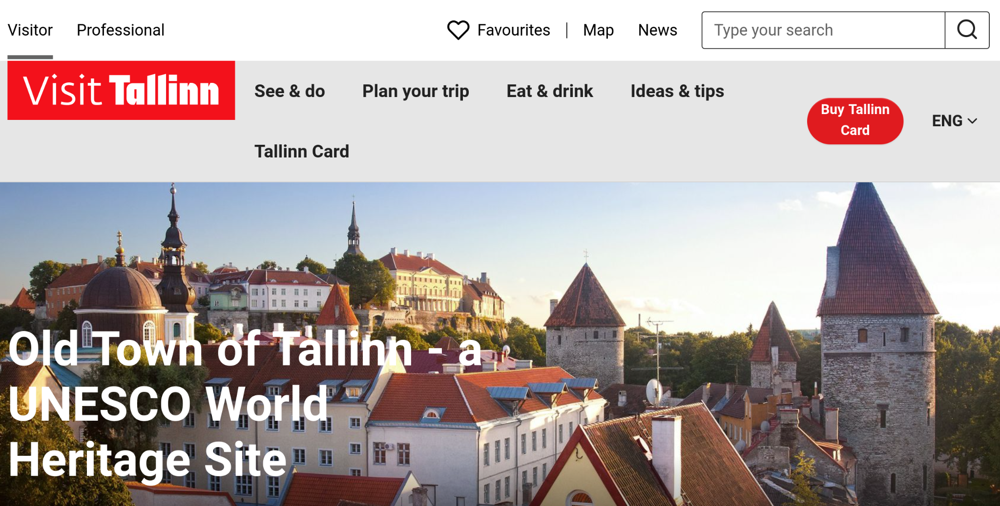 Visitor Professional Favourites Map News Type your search
Visit Tallinn
See & do Plan your trip Eat & drink Ideas & tips
Buy Tallinn
Card
ENG
Tallinn Card
Old Town of Tallinn - a
UNESCO World
Heritage Site